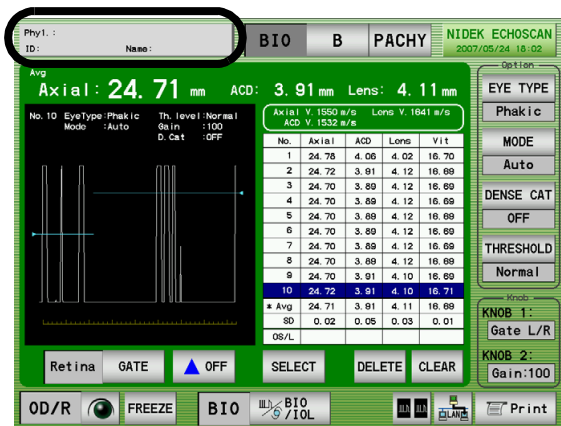 Phy1. :
ID: Name:
BIO B PACHY
NIDEK ECHOSCAN
2007/05/24 18:02
Avg
Axial: 24. 71 mm ACD: 3. 91 mm Lens: 4. 11 mm
No. 10 EyeType:Phakic Th. level:Normal
Mode :Auto Gain :100
D. Cat :OFF
Axial V. 1550 m/s Lens V. 1641 m/s
ACD V. 1532 m/s
No. Axial ACD Lens Vit
1 24. 78 4. 06 4. 02 16. 70
2 24. 72 3. 91 4. 12 16. 69
3 24. 70 3. 89 4. 12 16. 69
4 24. 70 3. 89 4. 12 16. 69
5 24. 70 3. 89 4. 12 16. 69
6 24. 70 3. 89 4. 12 16. 69
7 24. 70 3. 89 4. 12 16. 69
8 24. 70 3. 89 4. 12 16. 69
9 24. 70 3. 91 4. 10 16. 69
10 24. 72 3. 91 4. 10 16. 71
* Avg 24. 71 3. 91 4. 11 16. 69
SD 0. 02 0. 05 0. 03 0. 01
OS/L
Option
EYE TYPE
Phakic
MODE
Auto
DENSE CAT
OFF
THRESHOLD
Normal
Knob
KNOB 1:
Gate L/R
KNOB 2:
Gain:100
Retina GATE OFF SELECT DELETE CLEAR
OD/R FREEZE BIO BIO/IOL LAN Print